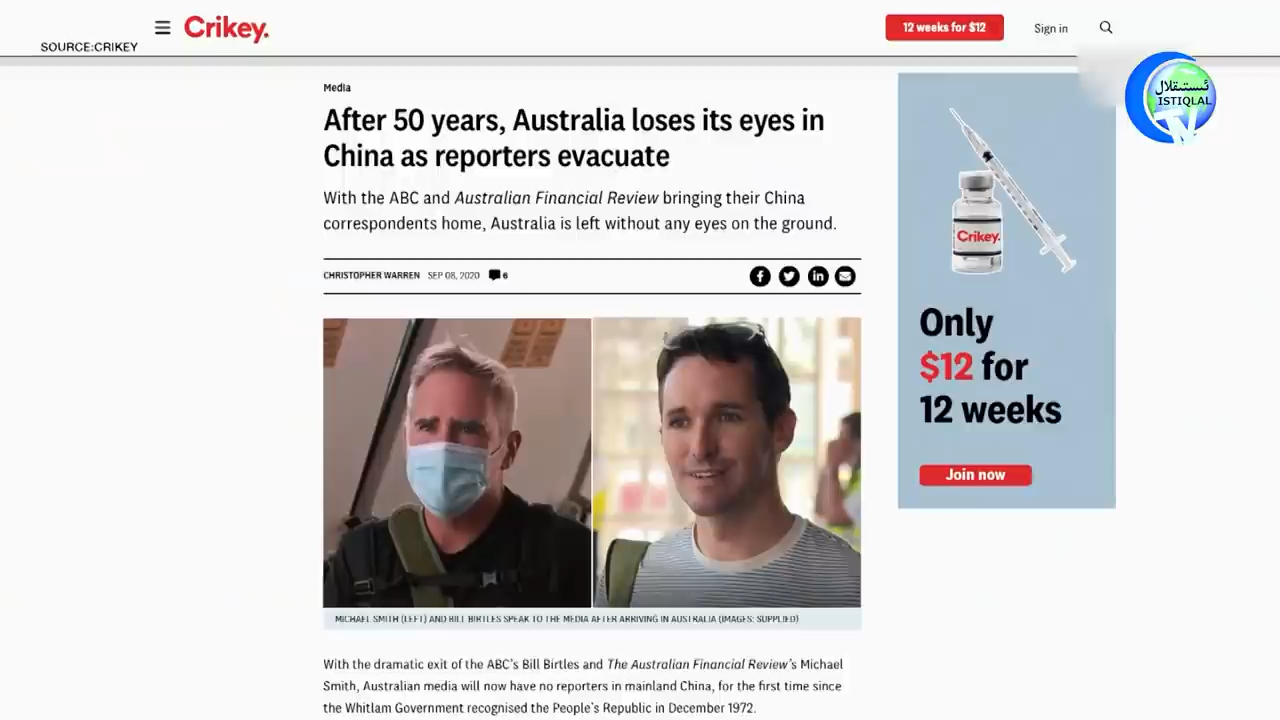 Crikey.
12 weeks for $12
Sign in
SOURCE:CRIKEY
ئىستىقلال
ISTIQLAL
TV
Media
After 50 years, Australia loses its eyes in
China as reporters evacuate
With the ABC and Australian Financial Review bringing their China
correspondents home, Australia is left without any eyes on the ground.
CHRISTOPHER WARREN SEP 08, 2020 6
Crikey.
Only
$12 for
12 weeks
Join now
MICHAEL SMITH (LEFT) AND BILL BIRTLES SPEAK TO THE MEDIA AFTER ARRIVING IN AUSTRALIA (IMAGES: SUPPLIED)
With the dramatic exit of the ABC's Bill Birtles and The Australian Financial Review's Michael
Smith, Australian media will now have no reporters in mainland China, for the first time since
the Whitlam Government recognised the People's Republic in December 1972.